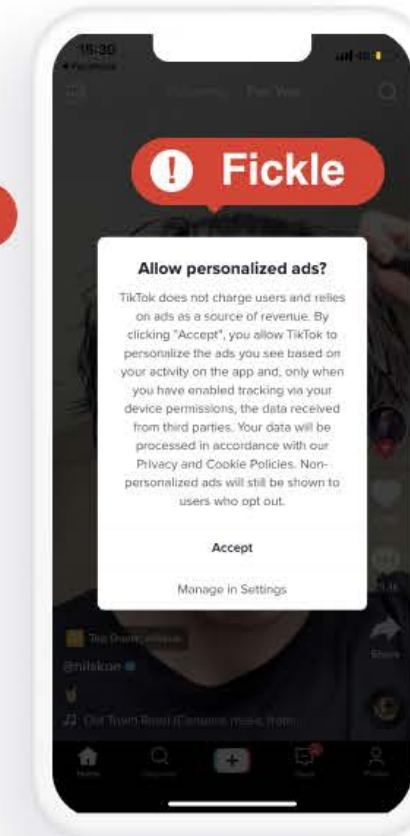 15:30
Fickle
Allow personalized ads?
TikTok does not charge users and relies
on ads as a source of revenue. By
clicking "Accept", you allow TikTok to
personalize the ads you see based on
your activity on the app and, only when
you have enabled tracking via your
device permissions, the data received
from third parties. Your data will be
processed in accordance with our
Privacy and Cookie Policies. Non-
personalized ads will still be shown to
users who opt out.
Accept
Manage in Settings
Share
Home